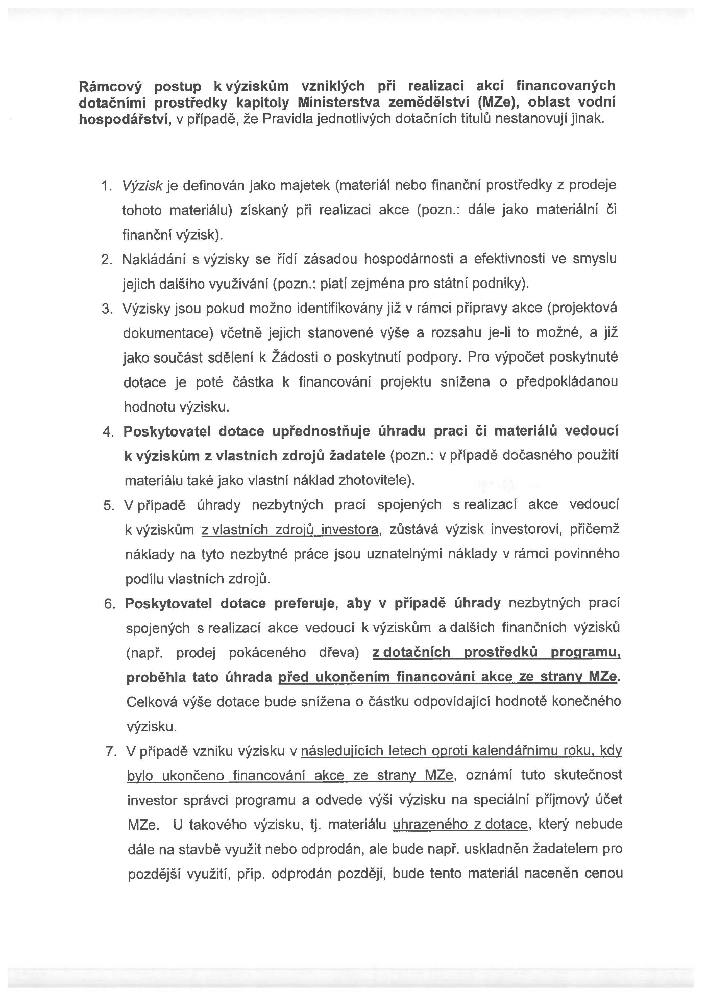 Rámcový postup k výziskům vzniklých při realizaci akcí financovaných
dotačními prostředky kapitoly Ministerstva zemědělství (MZe), oblast vodní
hospodářství, v případě, že Pravidla jednotlivých dotačních titulů nestanovují jinak.
1. Výzisk je definován jako majetek (materiál nebo finanční prostředky z prodeje
tohoto materiálu) získaný při realizaci akce (pozn.: dále jako materiální či
finanční výzisk).
2. Nakládání s výzisky se řídí zásadou hospodárnosti a efektivnosti ve smyslu
jejich dalšího využívání (pozn.: platí zejména pro státní podniky).
3. Výzisky jsou pokud možno identifikovány již v rámci přípravy akce (projektová
dokumentace) včetně jejich stanovené výše a rozsahu je-li to možné, a již
jako součást sdělení k Žádosti o poskytnutí podpory. Pro výpočet poskytnuté
dotace je poté částka k financování projektu snížena o předpokládanou
hodnotu výzisku.
4. Poskytovatel dotace upřednostňuje úhradu prací či materiálů vedoucí
k výziskům z vlastních zdrojů žadatele (pozn.: v případě dočasného použití
materiálu také jako vlastní náklad zhotovitele).
5. V případě úhrady nezbytných prací spojených s realizací akce vedoucí
k výziskům z vlastních zdrojů investora, zůstává výzisk investorovi, přičemž
náklady na tyto nezbytné práce jsou uznatelnými náklady v rámci povinného
podílu vlastních zdrojů.
6. Poskytovatel dotace preferuje, aby v případě úhrady nezbytných prací
spojených s realizací akce vedoucí k výziskům a dalších finančních výzisků
(např. prodej pokáceného dřeva) z dotačních prostředků programu,
proběhla tato úhrada před ukončením financování akce ze strany MZe.
Celková výše dotace bude snížena o částku odpovídající hodnotě konečného
výzisku.
7. V případě vzniku výzisku v následujících letech oproti kalendářnímu roku, kdy
bylo ukončeno financování akce ze strany MZe, oznámí tuto skutečnost
investor správci programu a odvede výši výzisku na speciální příjmový účet
MZe. U takového výzisku, tj. materiálu uhrazeného z dotace, který nebude
dále na stavbě využit nebo odprodán, ale bude např. uskladněn žadatelem pro
pozdější využití, příp. odprodán později, bude tento materiál naceněn cenou